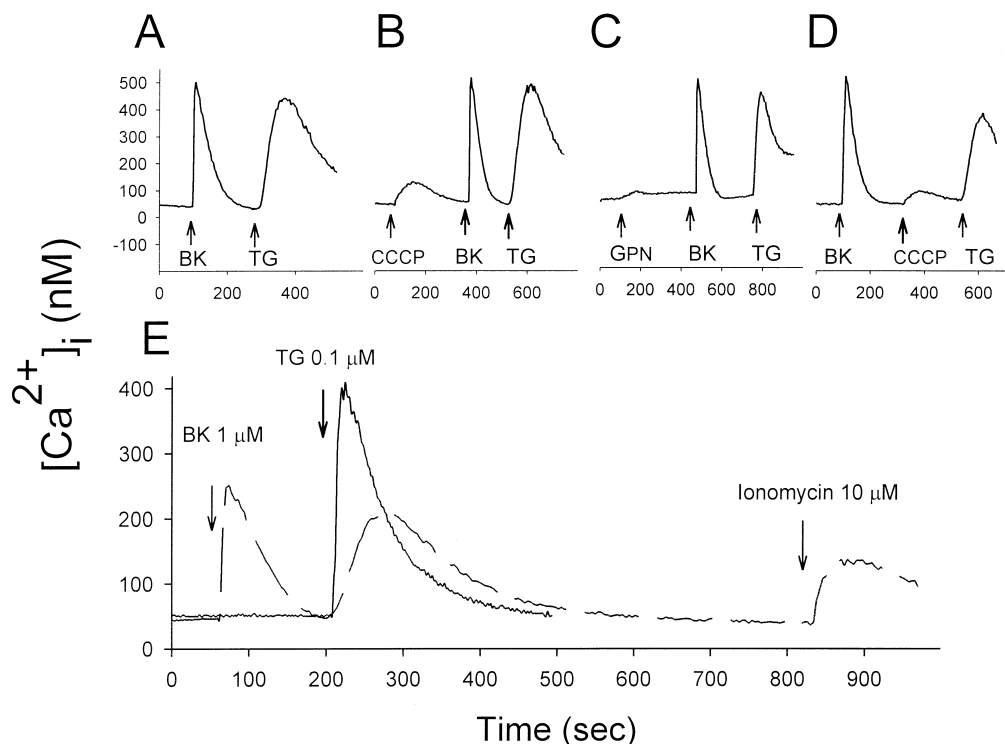 A
B
C
D
500
400
300
200
100
0
-100
BK
TG
0 200 400
CCCP BK TG
0 200 400 600
GPN BK TG
0 200 400 600 800
BK CCCP TG
0 200 400 600
[Ca2+]i (nM)
E
TG 0.1 μM
BK 1 μM
Ionomycin 10 μM
400
300
200
100
0
0 100 200 300 400 500 600 700 800 900
Time (sec)